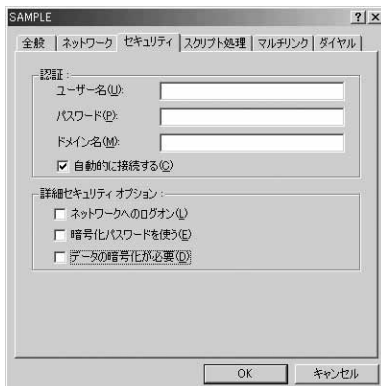 SAMPLE
全般 ネットワーク セキュリティ スクリプト処理 マルチリンク ダイヤル
認証:
ユーザー名(U):
パスワード(P):
ドメイン名(M):
自動的に接続する(C)
詳細セキュリティ オプション:
ネットワークへのログオン(L)
暗号化パスワードを使う(E)
データの暗号化が必要(D)
OK キャンセル